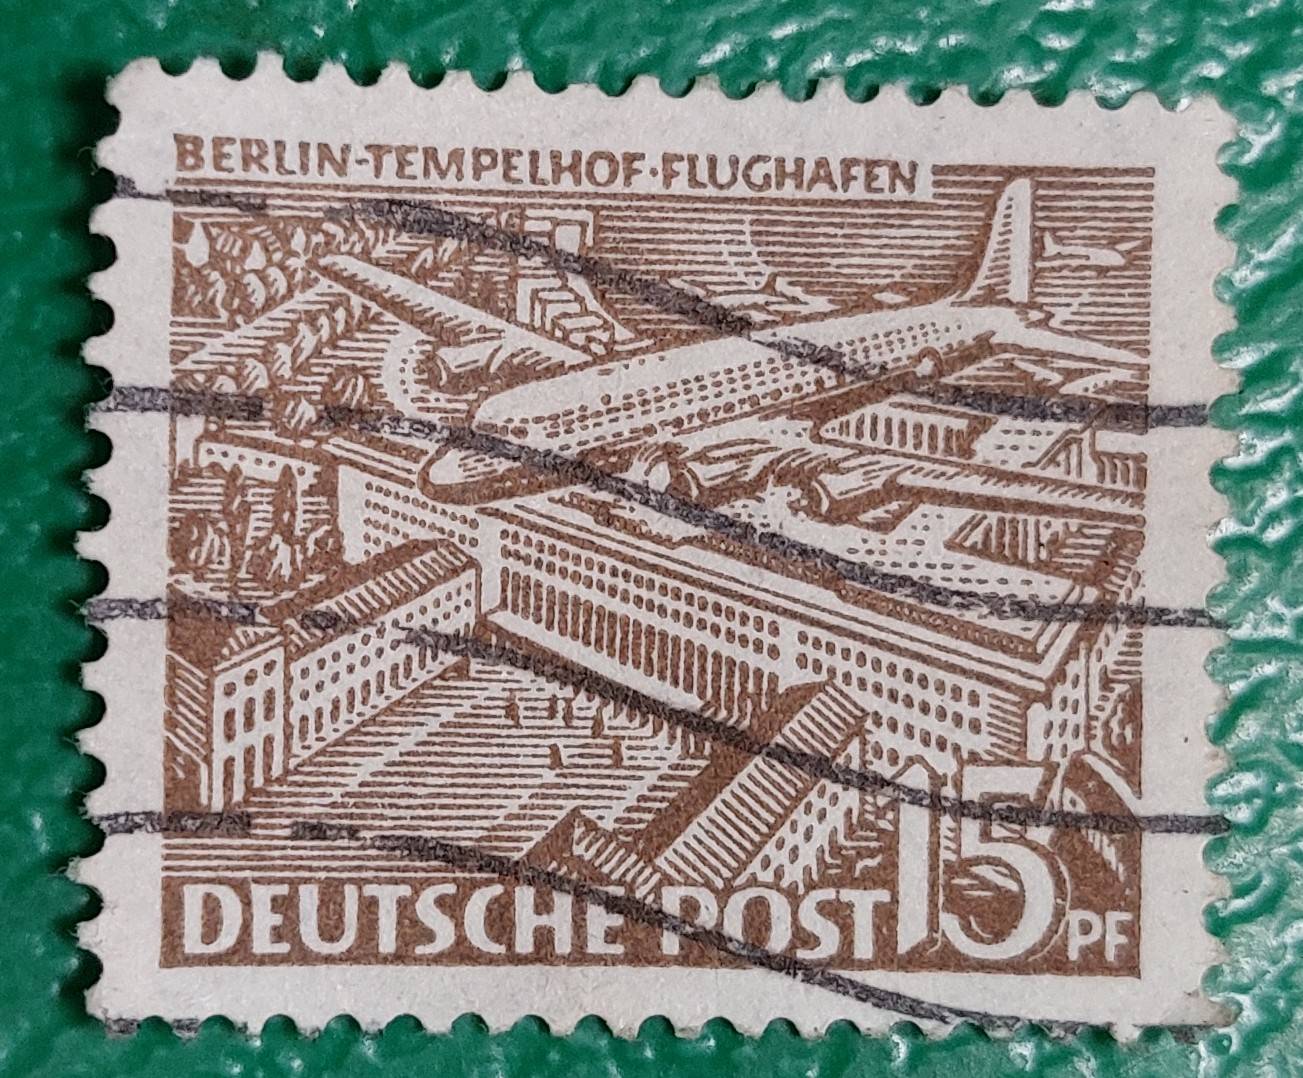 BERLIN-TEMPELHOF·FLUGHAFEN
DEUTSCHE POST 15 PF